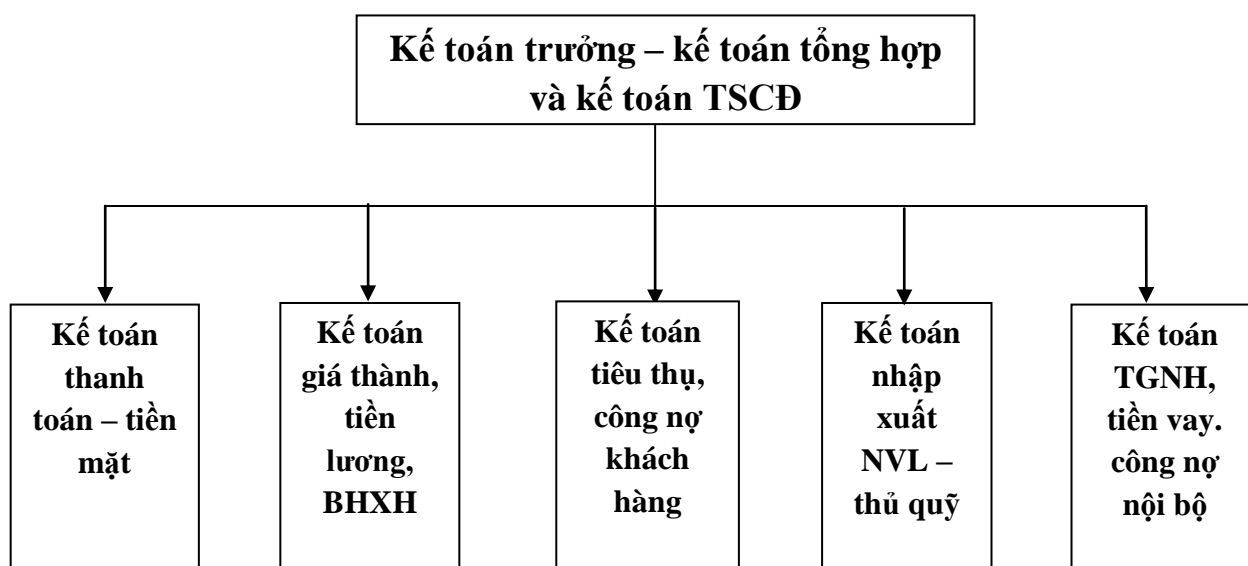 Kế toán trưởng – kế toán tổng hợp
và kế toán TSCĐ
Kế toán
thanh
toán – tiền
mặt
Kế toán
giá thành,
tiền
lương,
BHXH
Kế toán
tiêu thụ,
công nợ
khách
hàng
Kế toán
nhập
xuất
NVL –
thủ quỹ
Kế toán
TGNH,
tiền vay.
công nợ
nội bộ